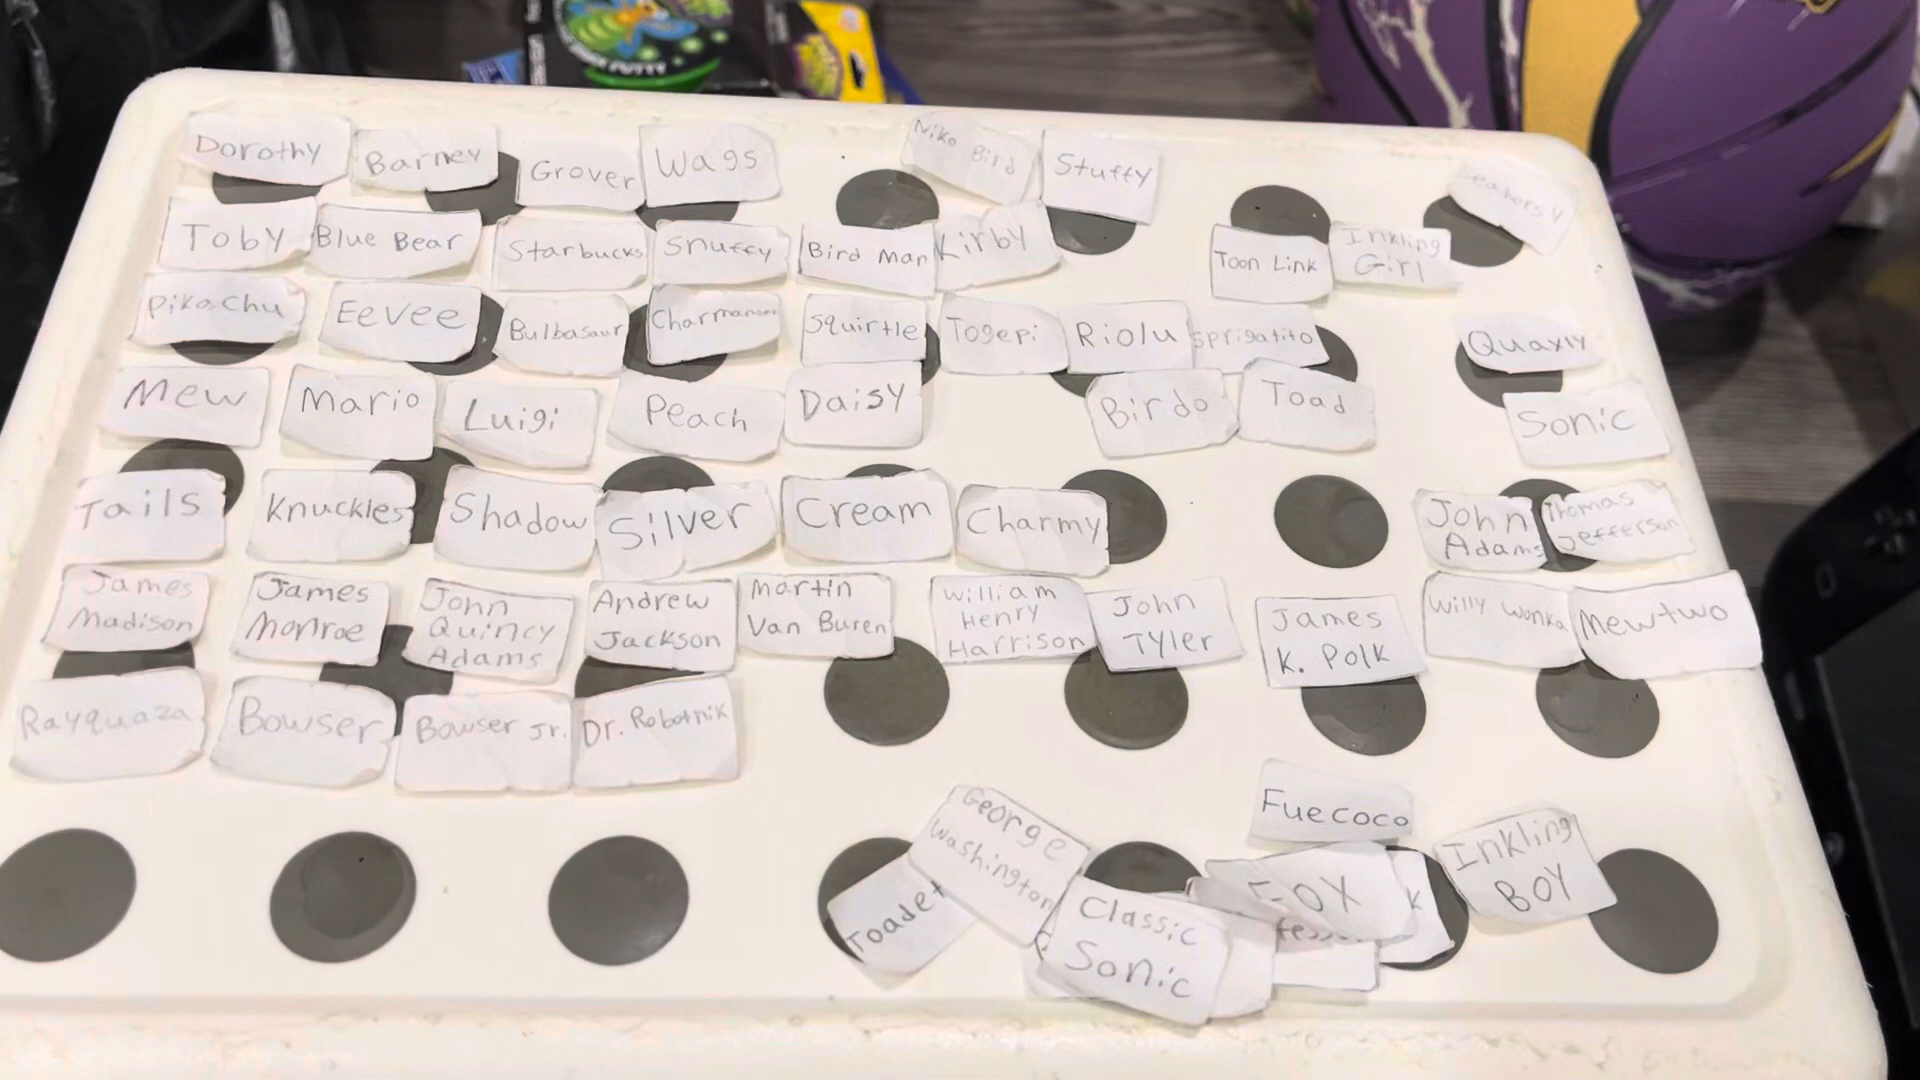 PUTTY
Dorothy
Barney
Grover
Wags
Niko Bird
Stuffy
Seahorsy
Toby
Blue Bear
Starbucks
Snuffy
Bird Man
Kirby
Toon Link
Inkling
Girl
Pikachu
Eevee
Bulbasaur
Charmander
Squirtle
Togepi
Riolu
Sprigatito
Quaxly
Mew
Mario
Luigi
Peach
Daisy
Birdo
Toad
Sonic
Tails
Knuckles
Shadow
Silver
Cream
Charmy
John
Adams
Thomas
Jefferson
James
Madison
James
Monroe
John
Quincy
Adams
Andrew
Jackson
Martin
Van Buren
William
Henry
Harrison
John
Tyler
James
K. Polk
Willy Wonka
Mewtwo
Rayquaza
Bowser
Bowser Jr.
Dr. Robotnik
Fuecoco
George
Washington
Inkling
BOY
Toadet
Classic
Sonic
FOX